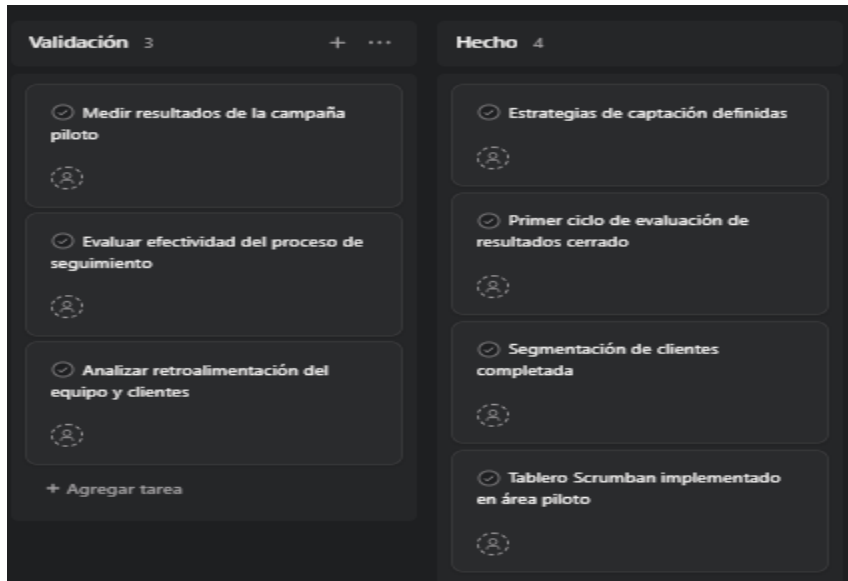 Validación 3 + ...
Medir resultados de la campaña
piloto
Evaluar efectividad del proceso de
seguimiento
Analizar retroalimentación del
equipo y clientes
+ Agregar tarea
Hecho 4
Estrategias de captación definidas
Primer ciclo de evaluación de
resultados cerrado
Segmentación de clientes
completada
Tablero Scrumban implementado
en área piloto